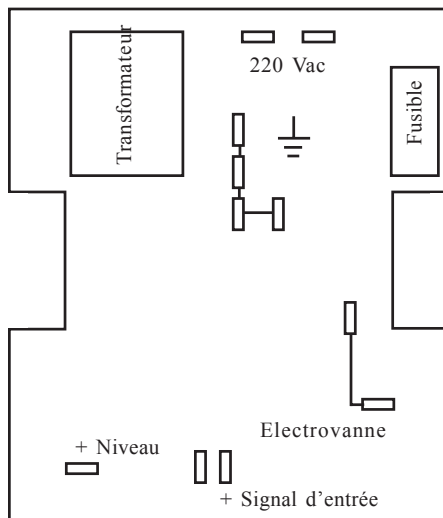 Transformateur
220 Vac
Fusible
Electrovanne
+ Niveau
+ Signal d'entrée